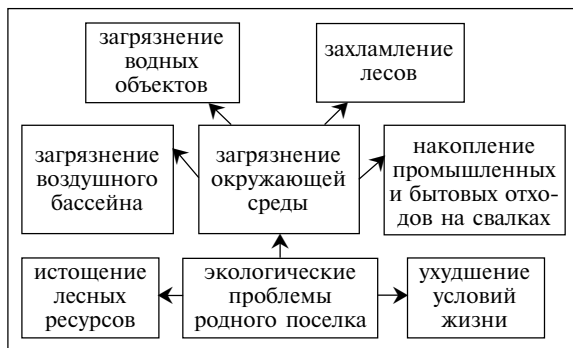 загрязнение
водных
объектов
захламление
лесов
загрязнение
воздушного
бассейна
загрязнение
окружающей
среды
накопление
промышленных
и бытовых отхо-
дов на свалках
истощение
лесных
ресурсов
экологические
проблемы
родного поселка
ухудшение
условий
жизни